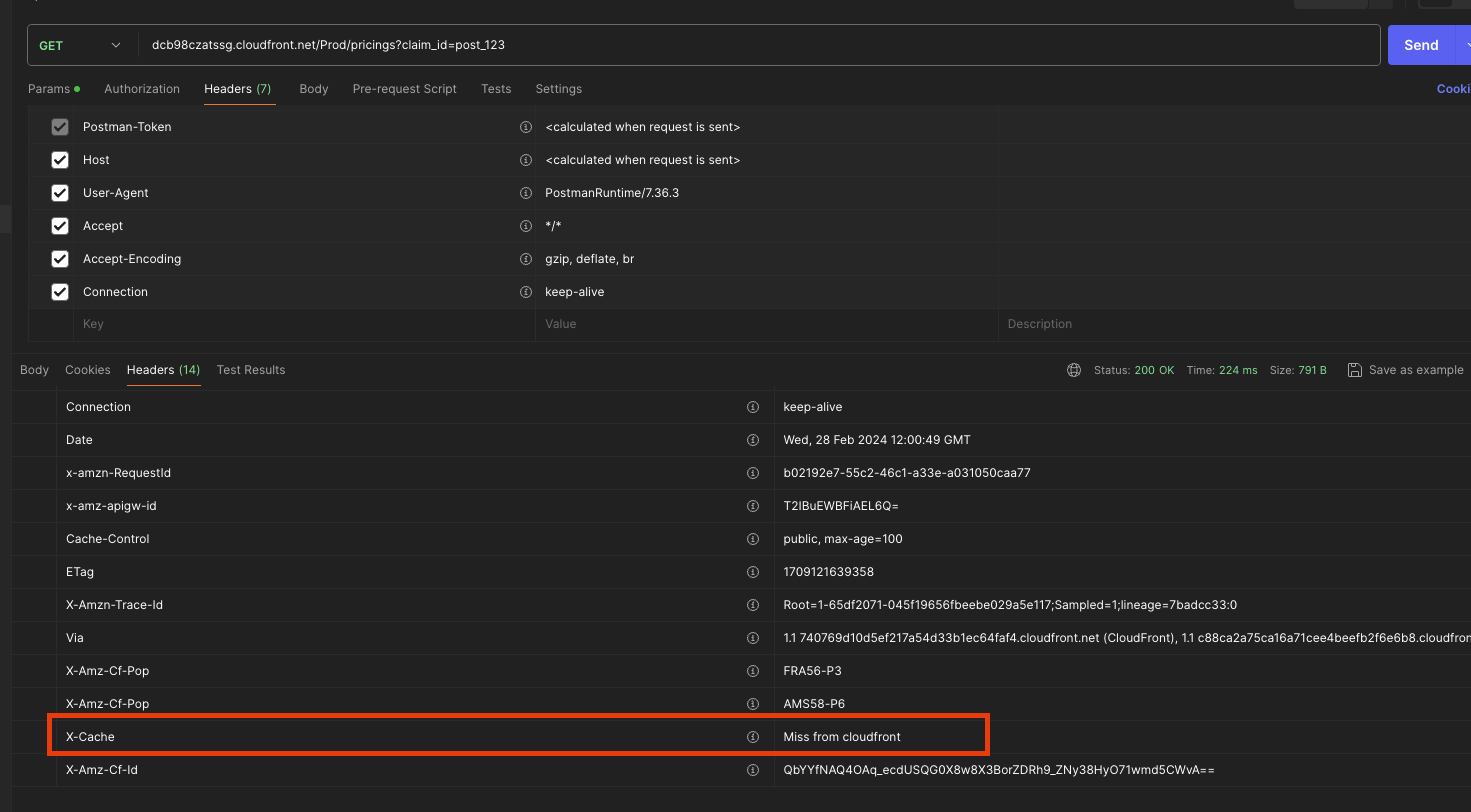 GET dcb98czatssg.cloudfront.net/Prod/pricings?claim_id=post_123 Send
Params Authorization Headers (7) Body Pre-request Script Tests Settings Cooki
Postman-Token <calculated when request is sent>
Host <calculated when request is sent>
User-Agent PostmanRuntime/7.36.3
Accept */*
Accept-Encoding gzip, deflate, br
Connection keep-alive
Key Value Description
Body Cookies Headers (14) Test Results Status: 200 OK Time: 224 ms Size: 791 B Save as example
Connection keep-alive
Date Wed, 28 Feb 2024 12:00:49 GMT
x-amzn-RequestId b02192e7-55c2-46c1-a33e-a031050caa77
x-amz-apigw-id T2IBuEWBFiAEL6Q=
Cache-Control public, max-age=100
ETag 1709121639358
X-Amzn-Trace-Id Root=1-65df2071-045f19656fbeebe029a5e117;Sampled=1;lineage=7badcc33:0
Via 1.1 740769d10d5ef217a54d33b1ec64faf4.cloudfront.net (CloudFront), 1.1 c88ca2a75ca16a71cee4beefb2f6e6b8.cloudfron
X-Amz-Cf-Pop FRA56-P3
X-Amz-Cf-Pop AMS58-P6
X-Cache Miss from cloudfront
X-Amz-Cf-Id QbYYfNAQ4OAq_ecdUSQG0X8w8X3BorZDRh9_ZNy38HyO71wmd5CWvA==